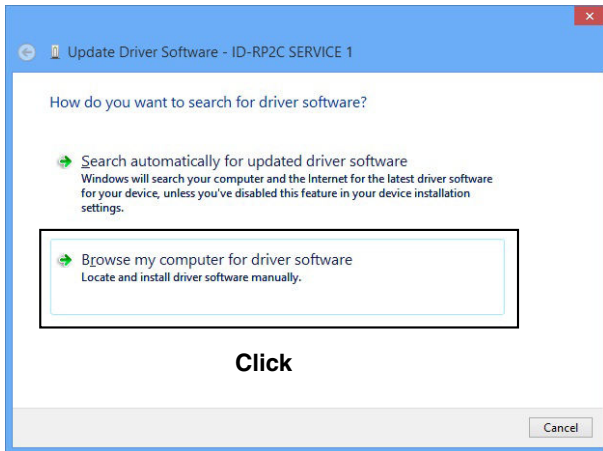 Update Driver Software - ID-RP2C SERVICE 1
How do you want to search for driver software?
Search automatically for updated driver software
Windows will search your computer and the Internet for the latest driver software
for your device, unless you've disabled this feature in your device installation
settings.
Browse my computer for driver software
Locate and install driver software manually.
Click
Cancel